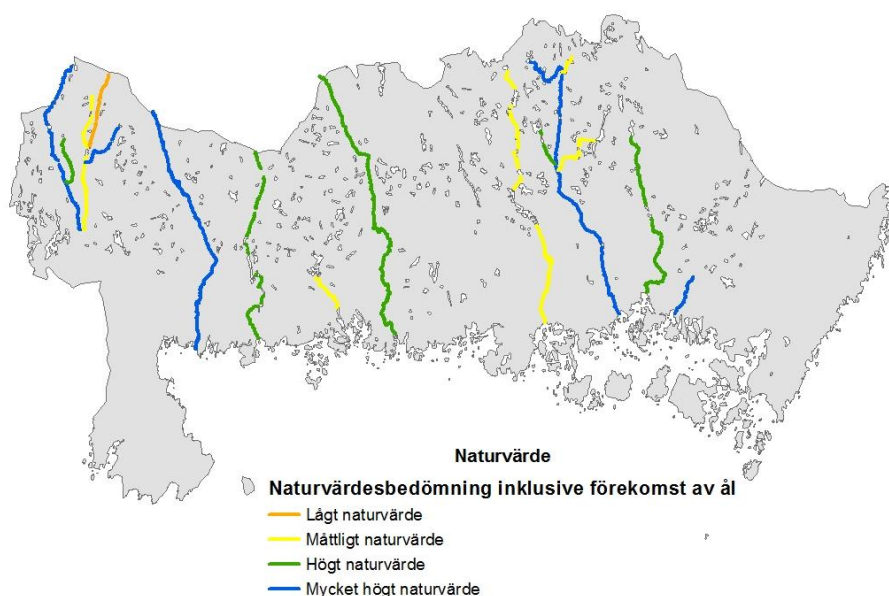 Naturvärde
Naturvärdesbedömning inklusive förekomst av ål
Lågt naturvärde
Måttligt naturvärde
Högt naturvärde
Mycket högt naturvärde